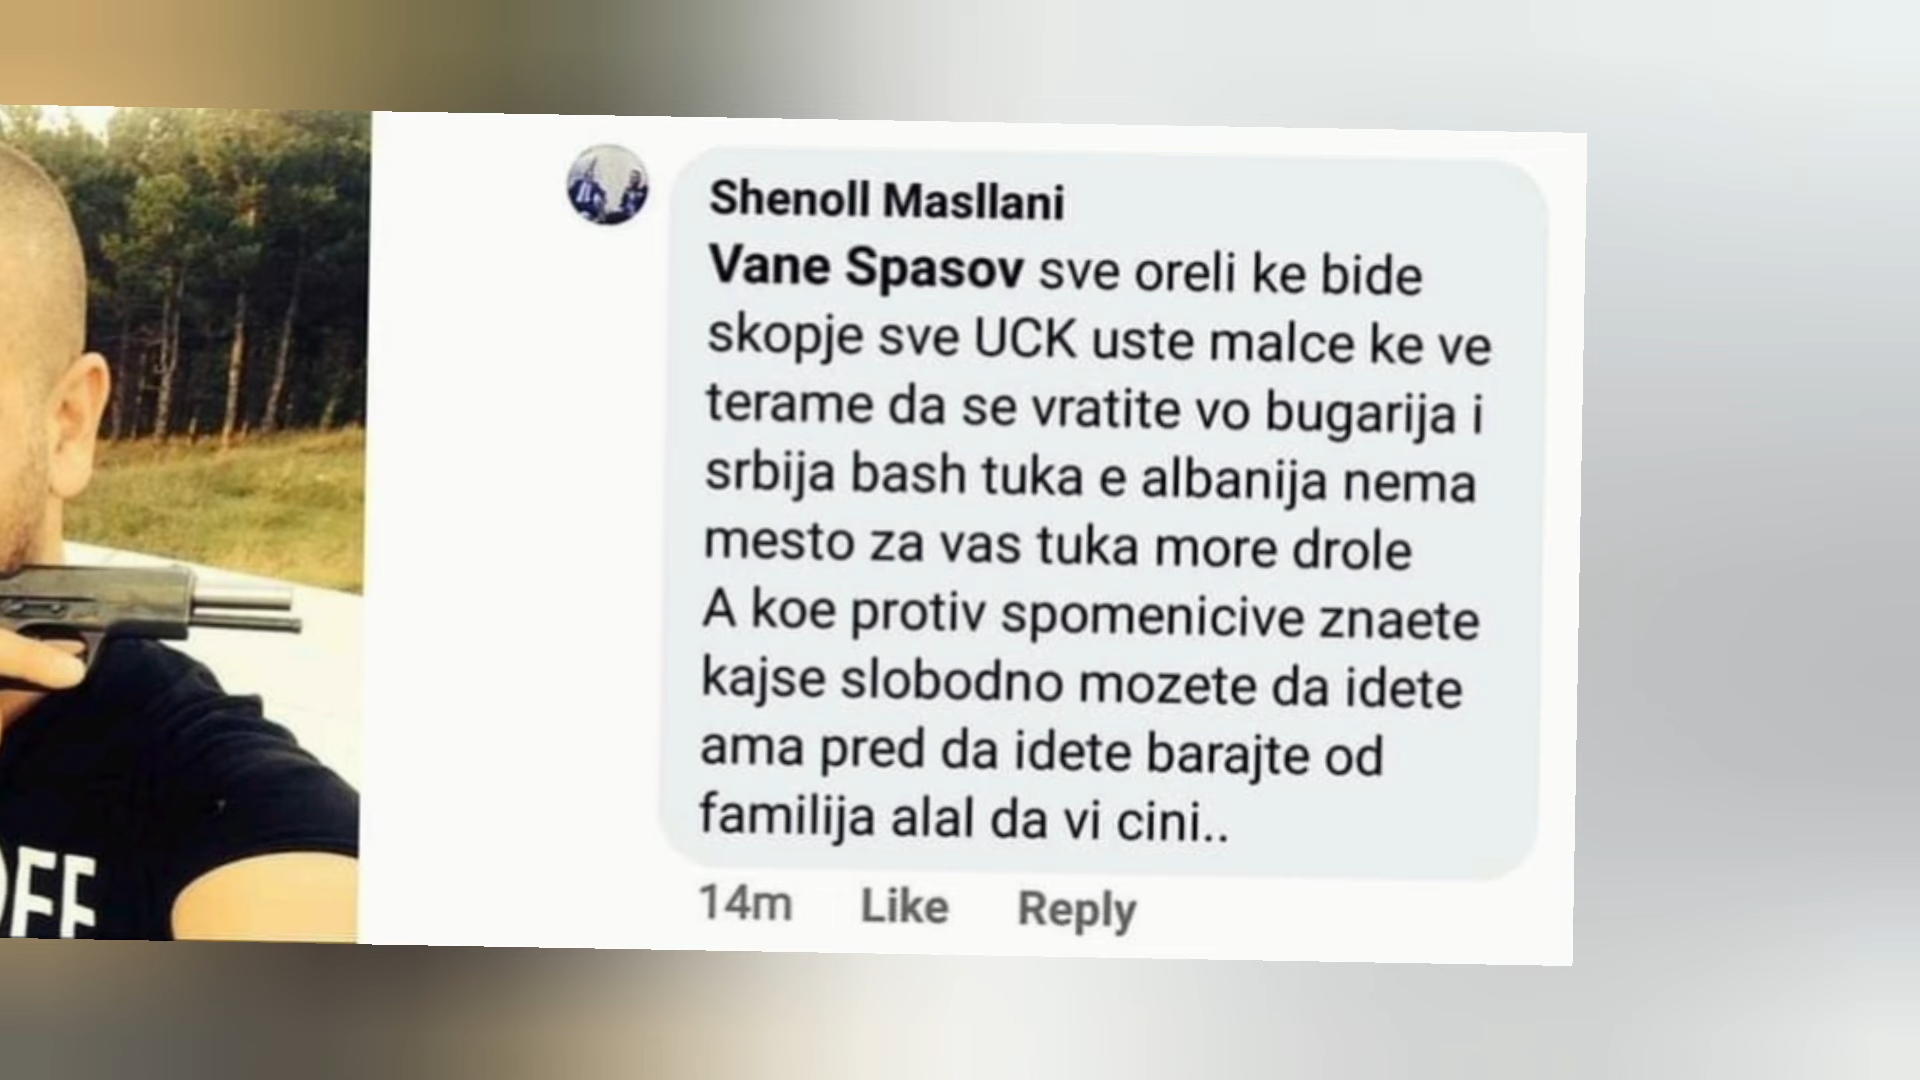 Shenoll Masllani
Vane Spasov sve oreli ke bide
skopje sve UCK uste malce ke ve
terame da se vratite vo bugarija i
srbija bash tuka e albanija nema
mesto za vas tuka more drole
A koe protiv spomenicive znaete
kajse slobodno mozete da idete
ama pred da idete barajte od
familija alal da vi cini..
14m Like Reply